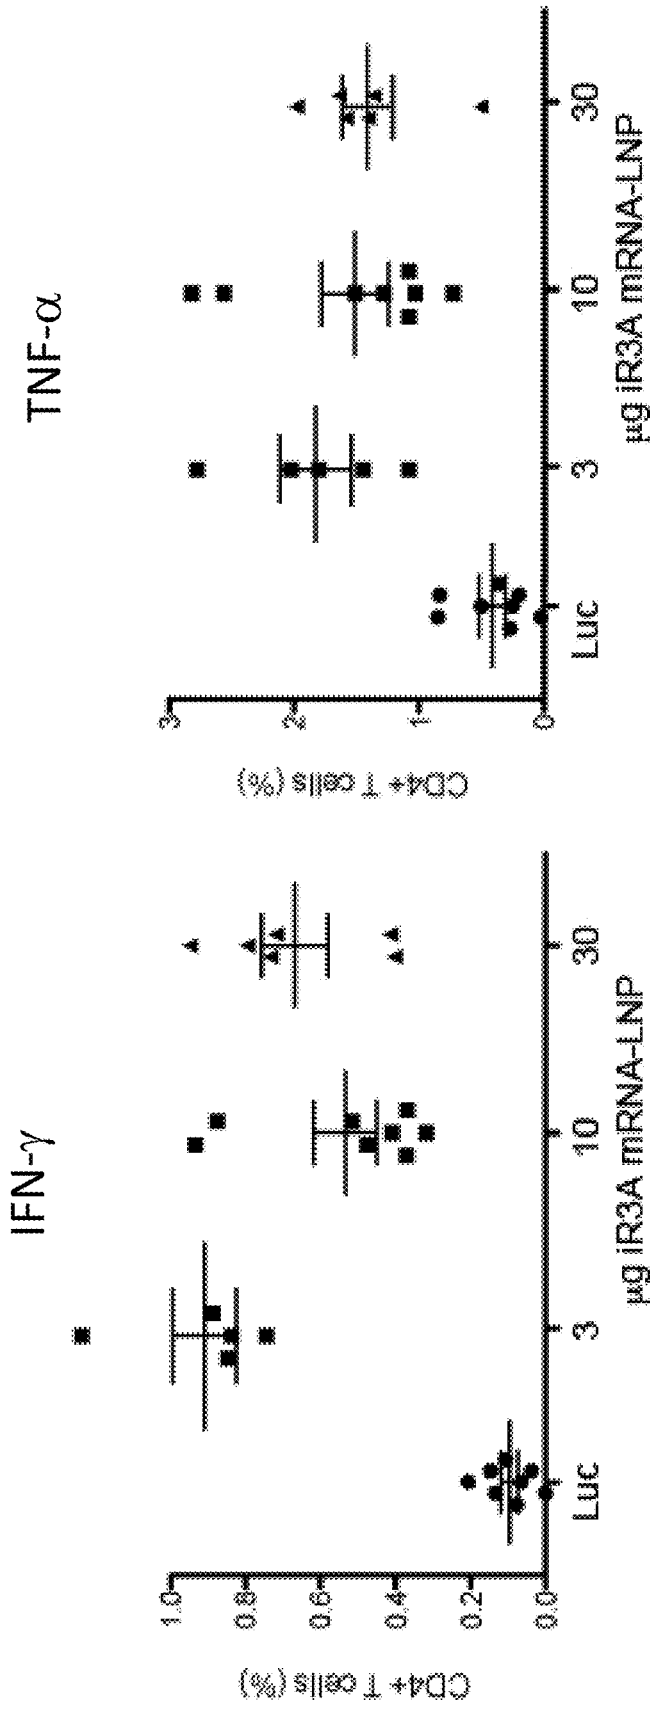 IFN-γ
CD4+ T cells (%)
1.0
0.8
0.6
0.4
0.2
0.0
Luc 3 10 30
µg iR3A mRNA-LNP
TNF-α
CD4+ T cells (%)
3
2
1
0
Luc 3 10 30
µg iR3A mRNA-LNP